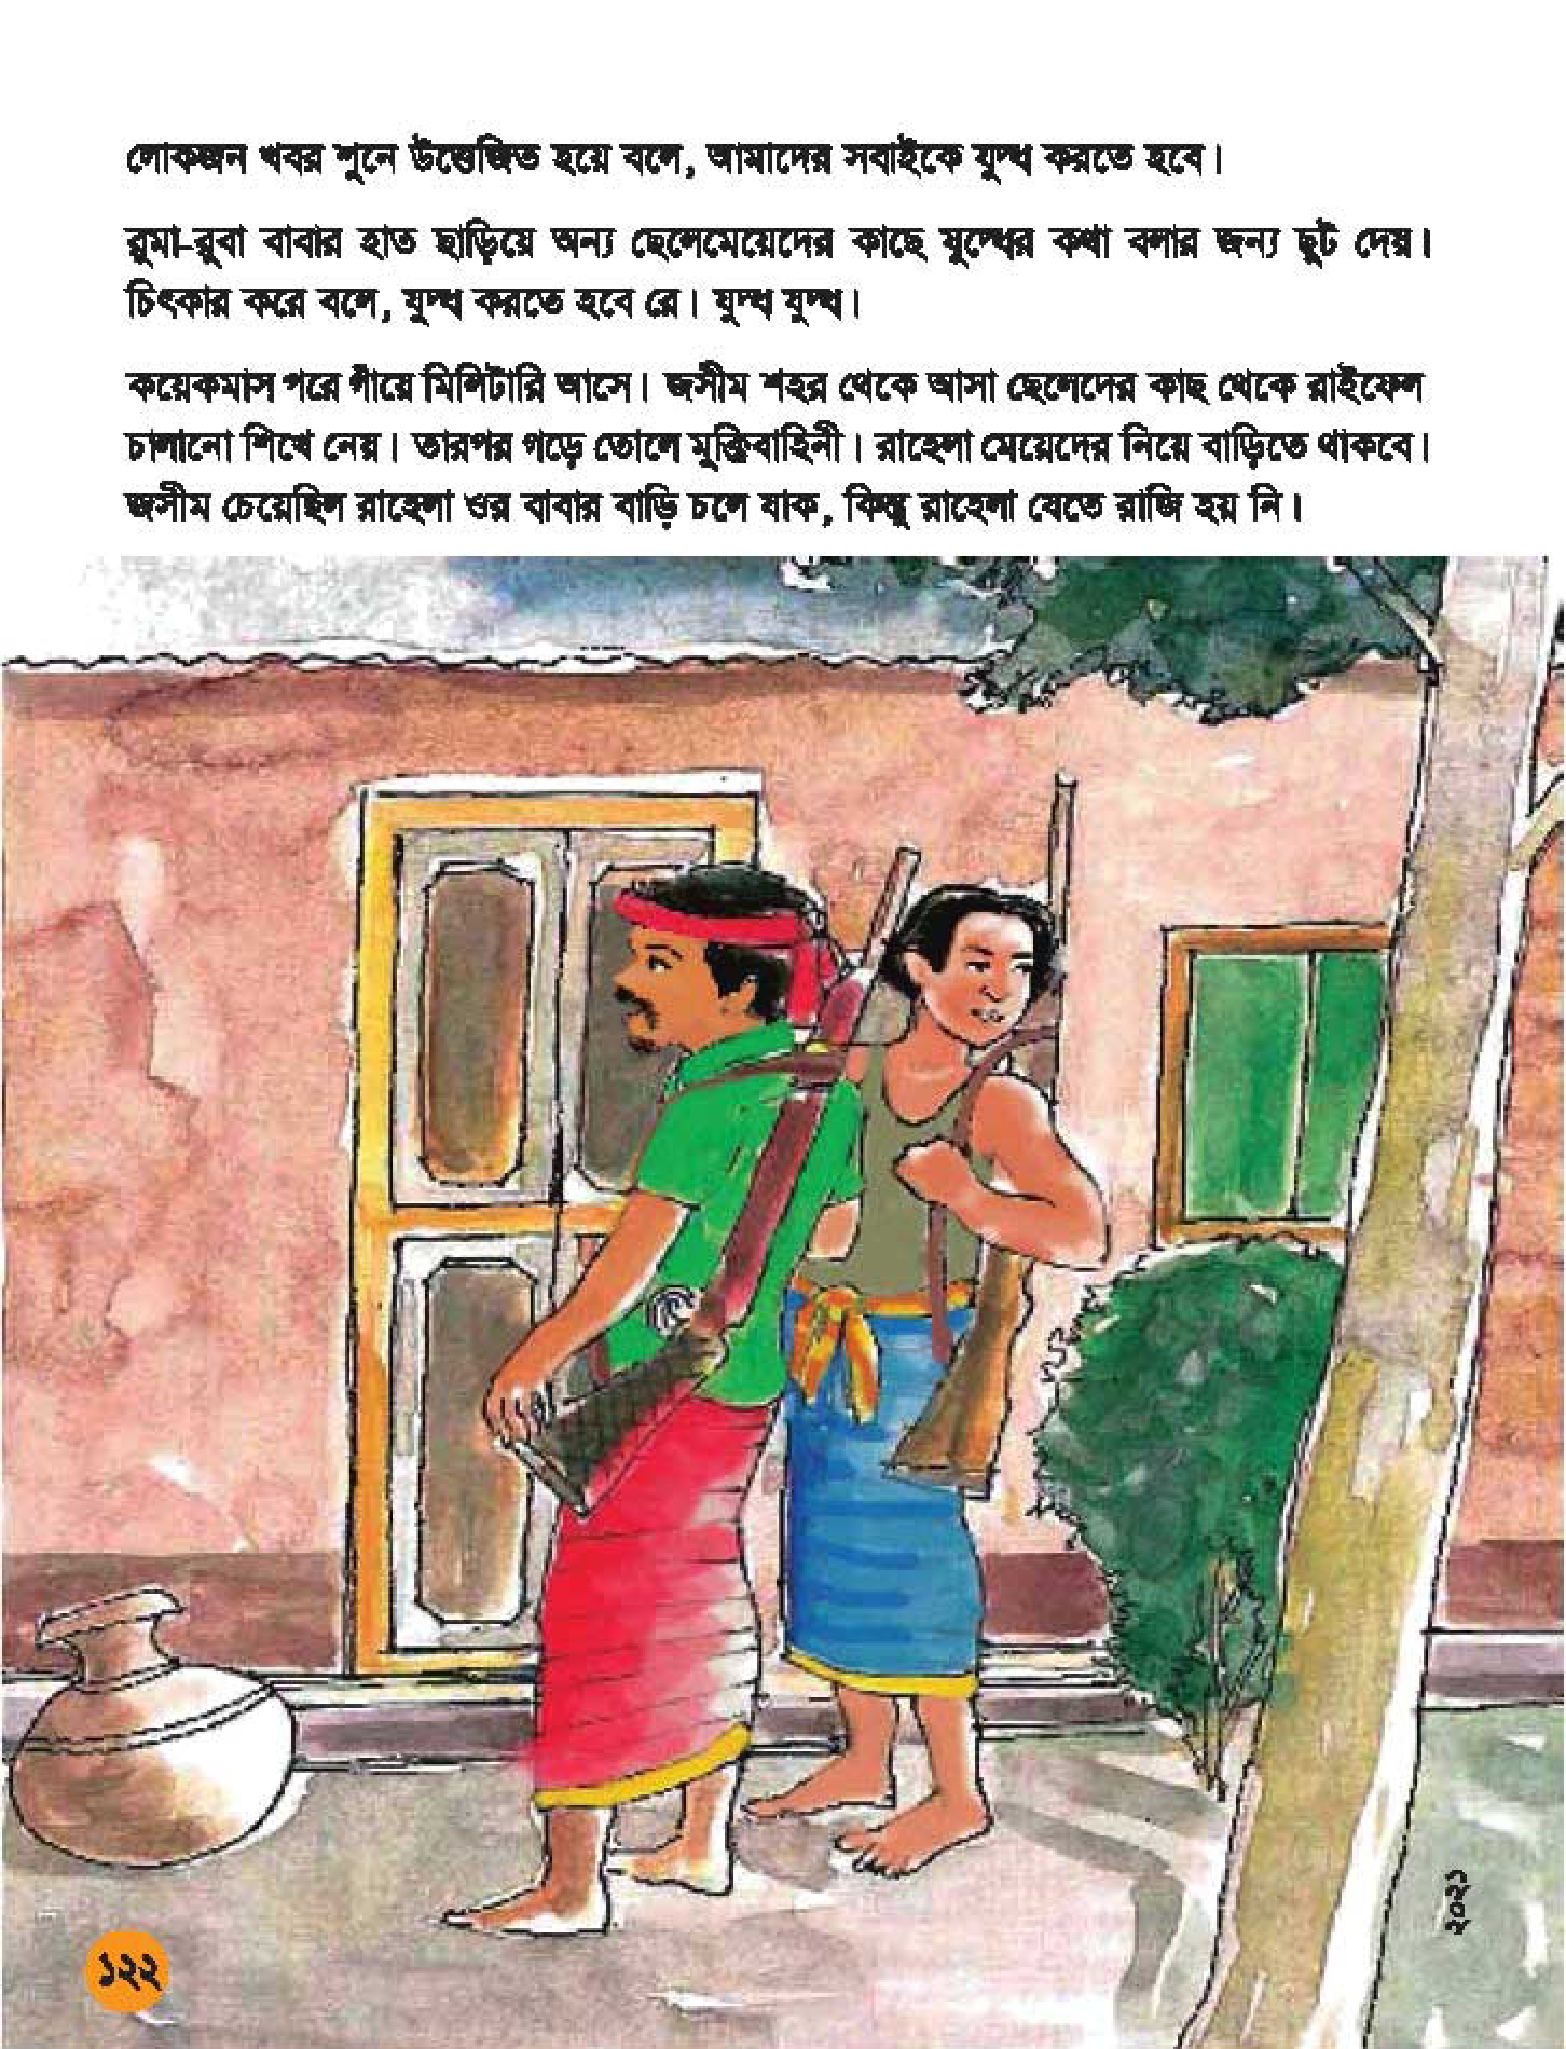 লোকজন খবর শুনে উত্তেজিত হয়ে বলে, আমাদের সবাইকে যুদ্ধ করতে হবে।
রুমা-রুবা বাবার হাত ছাড়িয়ে অন্য ছেলেমেয়েদের কাছে যুদ্ধের কথা বলার জন্য ছুট দেয়।
চিৎকার করে বলে, যুদ্ধ করতে হবে রে। যুদ্ধ যুদ্ধ।
কয়েকমাস পরে গাঁয়ে মিলিটারি আসে। জসীম শহর থেকে আসা ছেলেদের কাছ থেকে রাইফেল
চালানো শিখে নেয়। তারপর গড়ে তোলে মুক্তিবাহিনী। রাহেলা মেয়েদের নিয়ে বাড়িতে থাকবে।
জসীম চেয়েছিল রাহেলা ওর বাবার বাড়ি চলে যাক, কিন্তু রাহেলা যেতে রাজি হয় নি।
১২২
২০২১